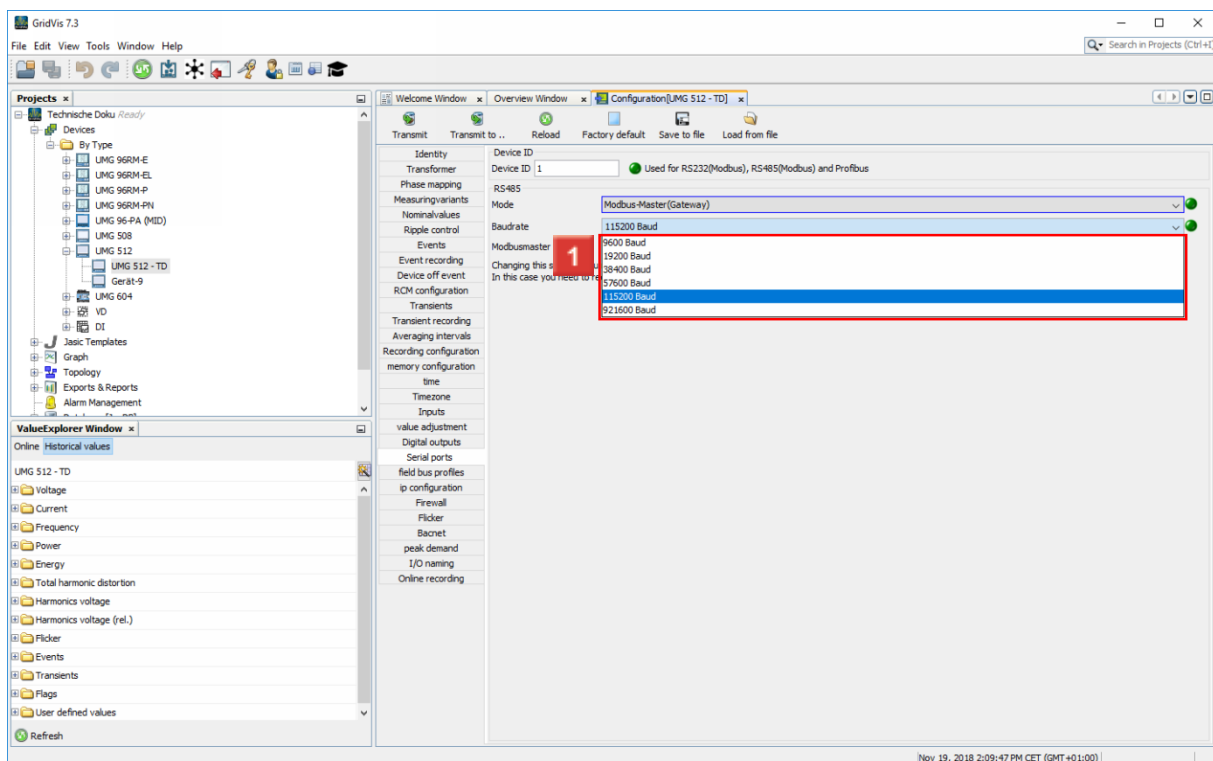 GridVis 7.3
File Edit View Tools Window Help
Search in Projects (Ctrl+I)
Projects
Technische Doku Ready
Devices
By Type
UMG 96RM-E
UMG 96RM-EL
UMG 96RM-P
UMG 96RM-PN
UMG 96-PA (MID)
UMG 508
UMG 512
UMG 512 - TD
Gerät-9
UMG 604
VD
DI
Jasic Templates
Graph
Topology
Exports & Reports
Alarm Management
ValueExplorer Window
Online Historical values
UMG 512 - TD
Voltage
Current
Frequency
Power
Energy
Total harmonic distortion
Harmonics voltage
Harmonics voltage (rel.)
Flicker
Events
Transients
Flags
User defined values
Refresh
Welcome Window Overview Window Configuration[UMG 512 - TD]
Transmit Transmit to .. Reload Factory default Save to file Load from file
Identity
Transformer
Phase mapping
Measuringvariants
Nominalvalues
Ripple control
Events
Event recording
Device off event
RCM configuration
Transients
Transient recording
Averaging intervals
Recording configuration
memory configuration
time
Timezone
Inputs
value adjustment
Digital outputs
Serial ports
field bus profiles
ip configuration
Firewall
Flicker
Bacnet
peak demand
I/O naming
Online recording
Device ID
Device ID 1 Used for RS232(Modbus), RS485(Modbus) and Profibus
RS485
Mode Modbus-Master(Gateway)
Baudrate 115200 Baud
Modbusmaster
Changing this
In this case you need to
1
9600 Baud
19200 Baud
38400 Baud
57600 Baud
115200 Baud
921600 Baud
Nov 19, 2018 2:09:47 PM CET (GMT+01:00)